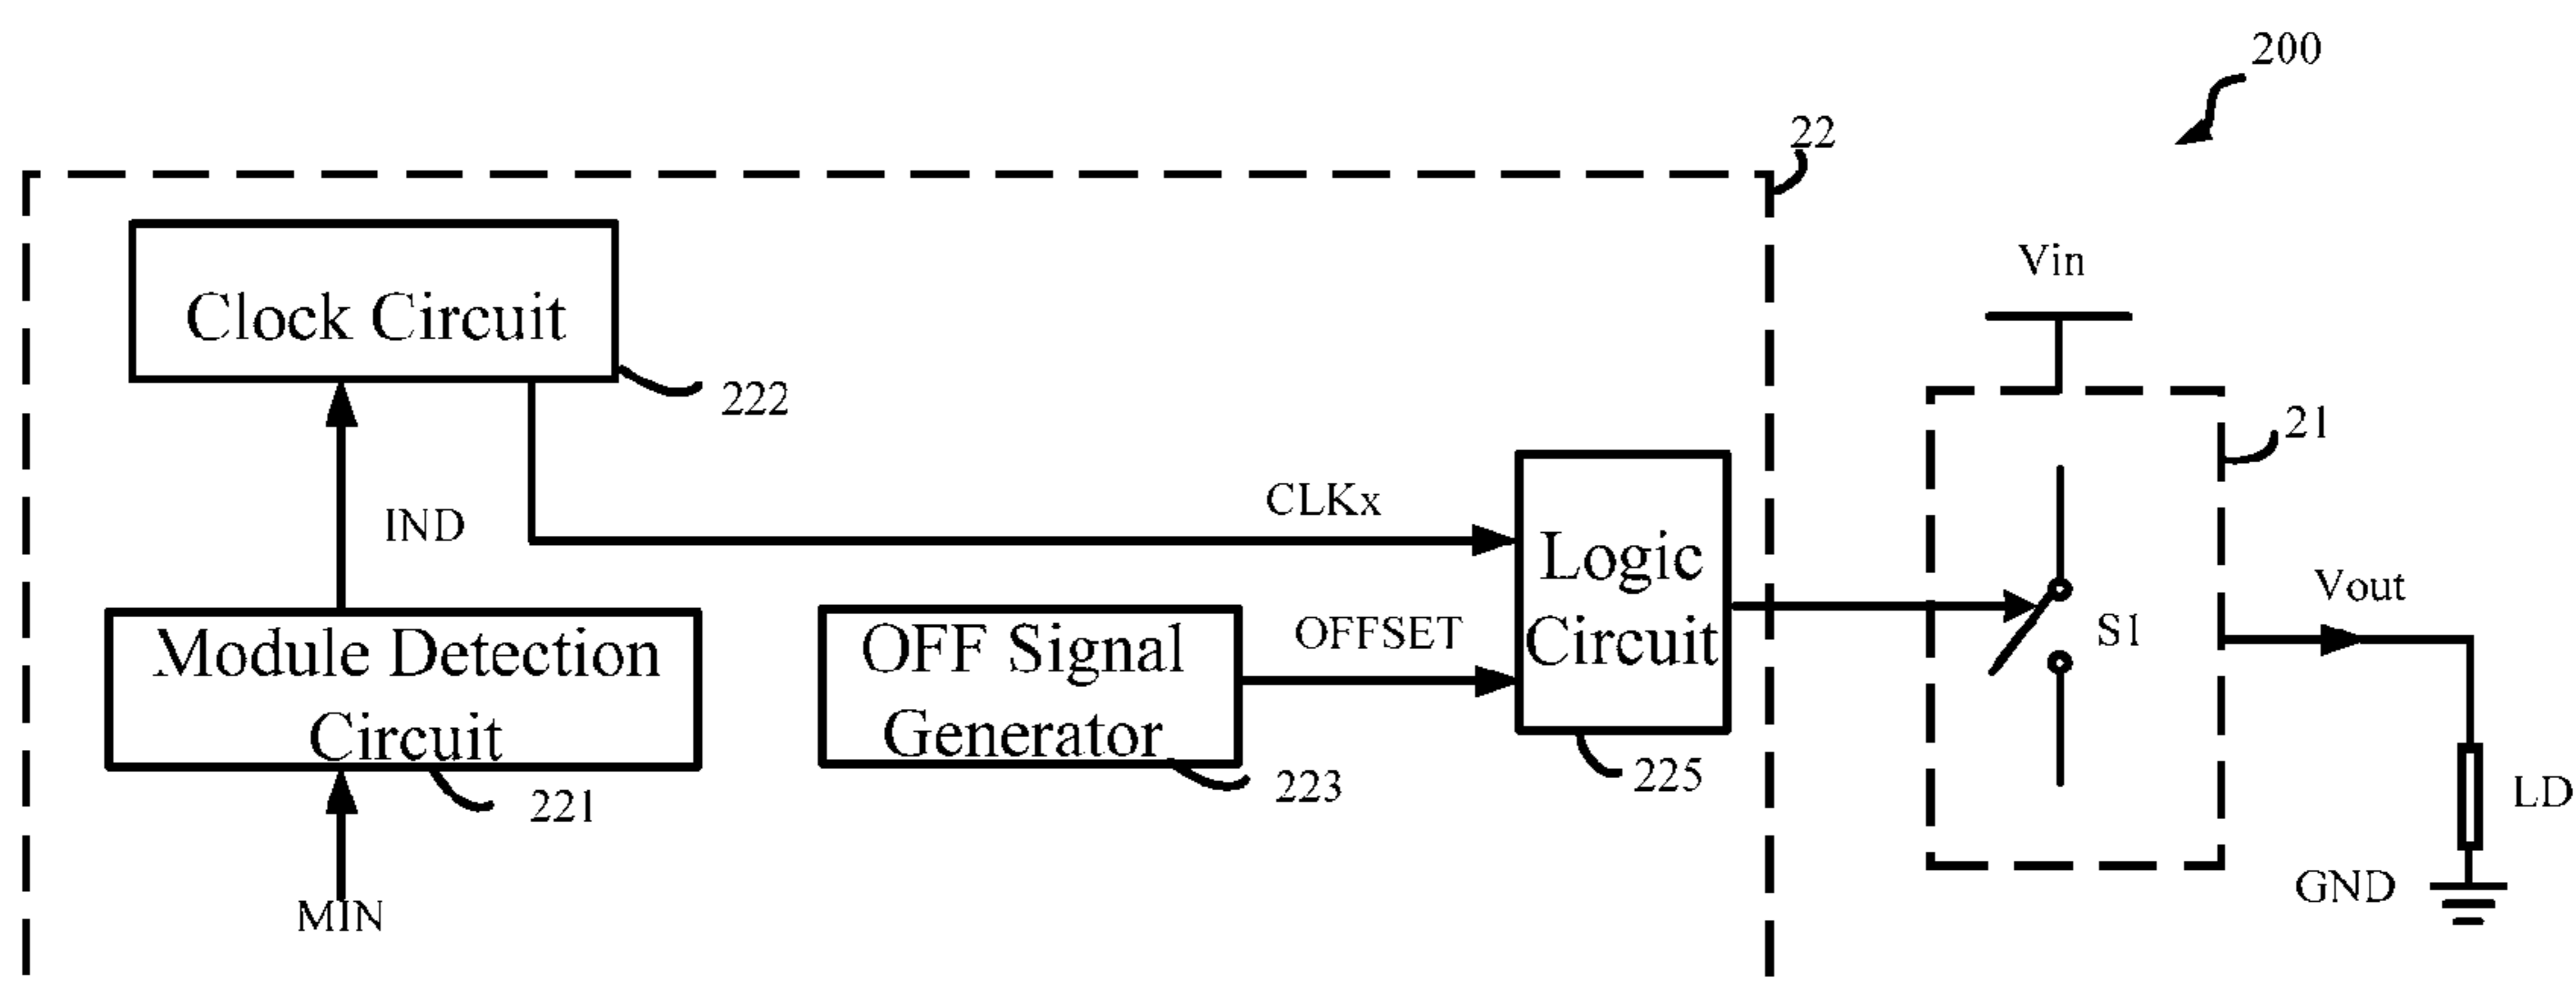 200
22
Vin
Clock Circuit
222
21
CLKx
IND
Logic
Circuit
Vout
S1
OFFSET
Module Detection
Circuit
OFF Signal
Generator
221
223
225
LD
GND
MIN